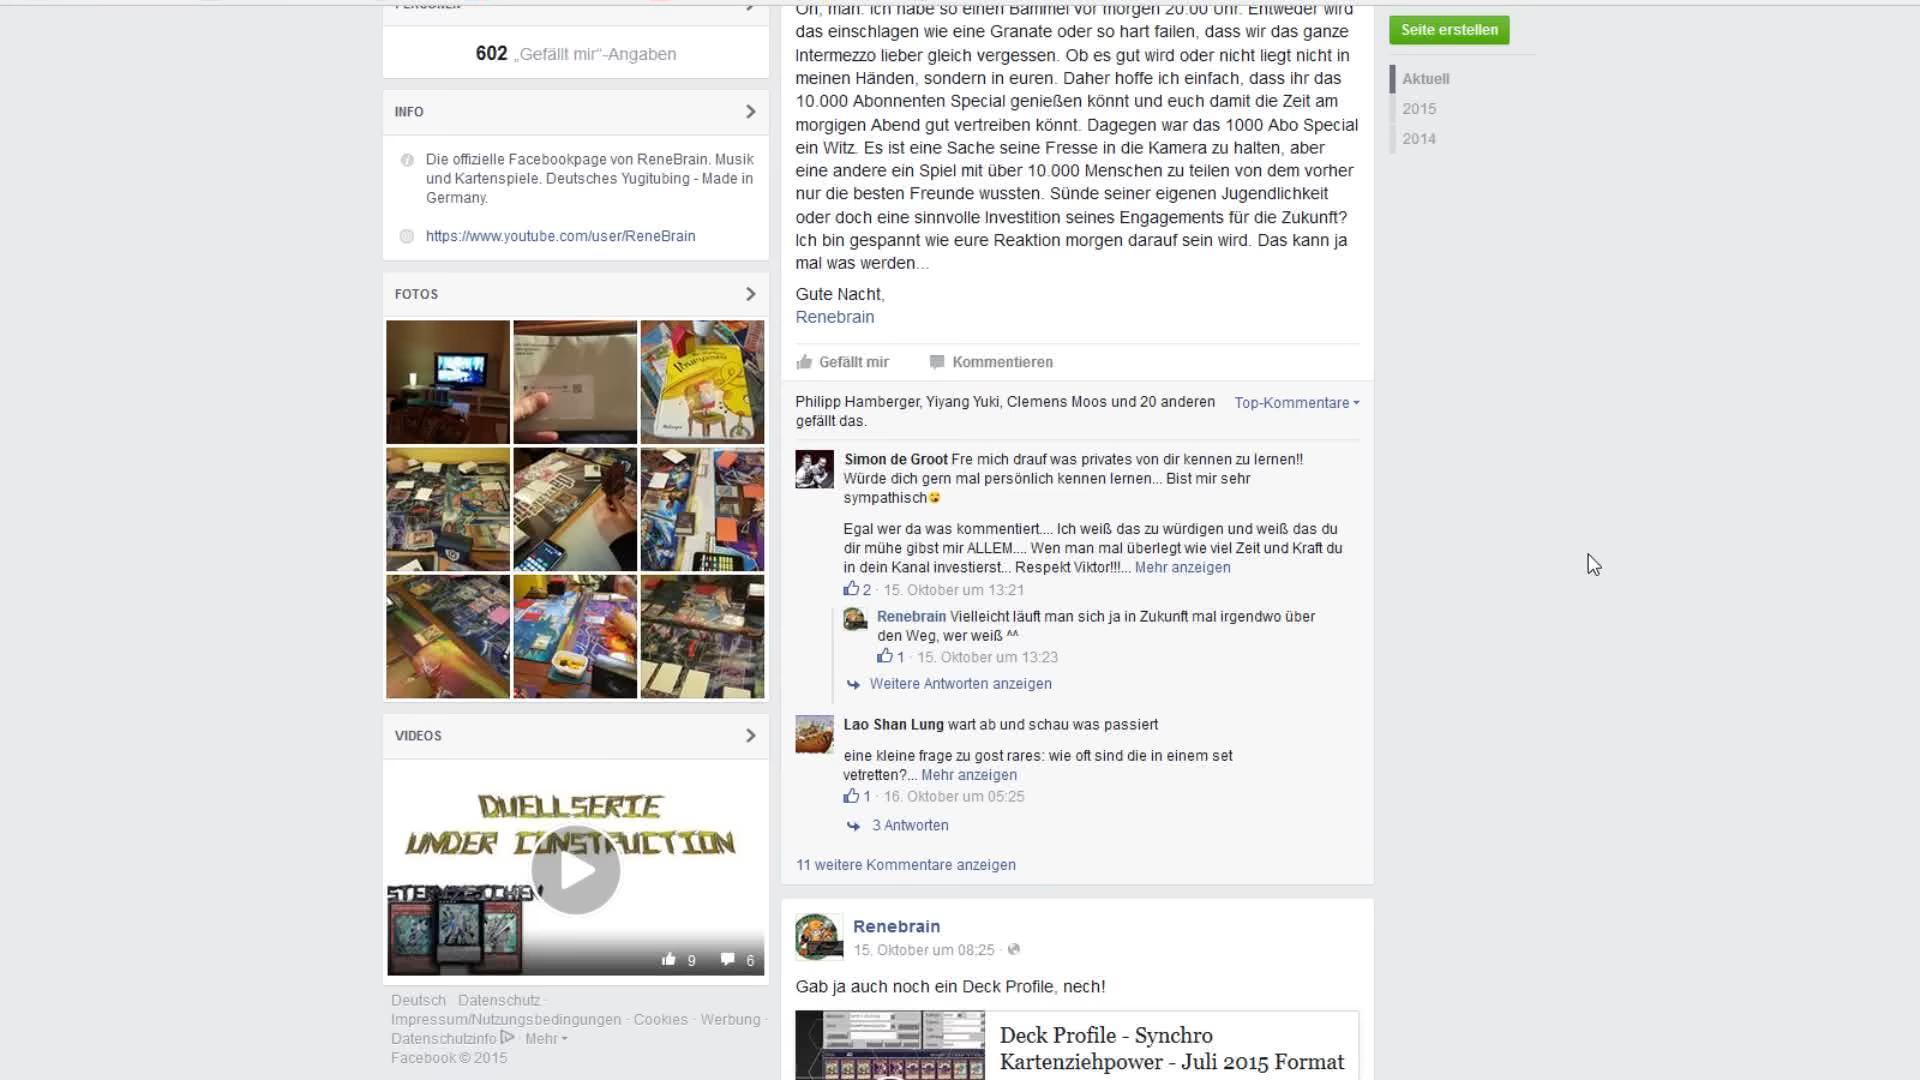 PERSONEN
602 „Gefällt mir“-Angaben
INFO
Die offizielle Facebookpage von ReneBrain. Musik
und Kartenspiele. Deutsches Yugitubing - Made in
Germany.
https://www.youtube.com/user/ReneBrain
FOTOS
VIDEOS
DUELLSERIE
UNDER CONSTRUCTION
STERNZEICHEN
9 6
Deutsch Datenschutz ·
Impressum/Nutzungsbedingungen · Cookies · Werbung ·
Datenschutzinfo · Mehr
Facebook © 2015
Oh, man. Ich habe so einen Bammel vor morgen 20:00 Uhr. Entweder wird
das einschlagen wie eine Granate oder so hart failen, dass wir das ganze
Intermezzo lieber gleich vergessen. Ob es gut wird oder nicht liegt nicht in
meinen Händen, sondern in euren. Daher hoffe ich einfach, dass ihr das
10.000 Abonnenten Special genießen könnt und euch damit die Zeit am
morgigen Abend gut vertreiben könnt. Dagegen war das 1000 Abo Special
ein Witz. Es ist eine Sache seine Fresse in die Kamera zu halten, aber
eine andere ein Spiel mit über 10.000 Menschen zu teilen von dem vorher
nur die besten Freunde wussten. Sünde seiner eigenen Jugendlichkeit
oder doch eine sinnvolle Investition seines Engagements für die Zukunft?
Ich bin gespannt wie eure Reaktion morgen darauf sein wird. Das kann ja
mal was werden...
Gute Nacht,
Renebrain
Gefällt mir Kommentieren
Philipp Hamberger, Yiyang Yuki, Clemens Moos und 20 anderen
gefällt das.
Top-Kommentare
Simon de Groot Fre mich drauf was privates von dir kennen zu lernen!!
Würde dich gern mal persönlich kennen lernen... Bist mir sehr
sympathisch
Egal wer da was kommentiert.... Ich weiß das zu würdigen und weiß das du
dir mühe gibst mir ALLEM.... Wen man mal überlegt wie viel Zeit und Kraft du
in dein Kanal investierst... Respekt Viktor!!!... Mehr anzeigen
2 · 15. Oktober um 13:21
Renebrain Vielleicht läuft man sich ja in Zukunft mal irgendwo über
den Weg, wer weiß ^^
1 · 15. Oktober um 13:23
Weitere Antworten anzeigen
Lao Shan Lung wart ab und schau was passiert
eine kleine frage zu gost rares: wie oft sind die in einem set
vetretten?... Mehr anzeigen
1 · 16. Oktober um 05:25
3 Antworten
11 weitere Kommentare anzeigen
Renebrain
15. Oktober um 08:25 ·
Gab ja auch noch ein Deck Profile, nech!
Deck Profile - Synchro
Kartenziehpower - Juli 2015 Format
Seite erstellen
Aktuell
2015
2014